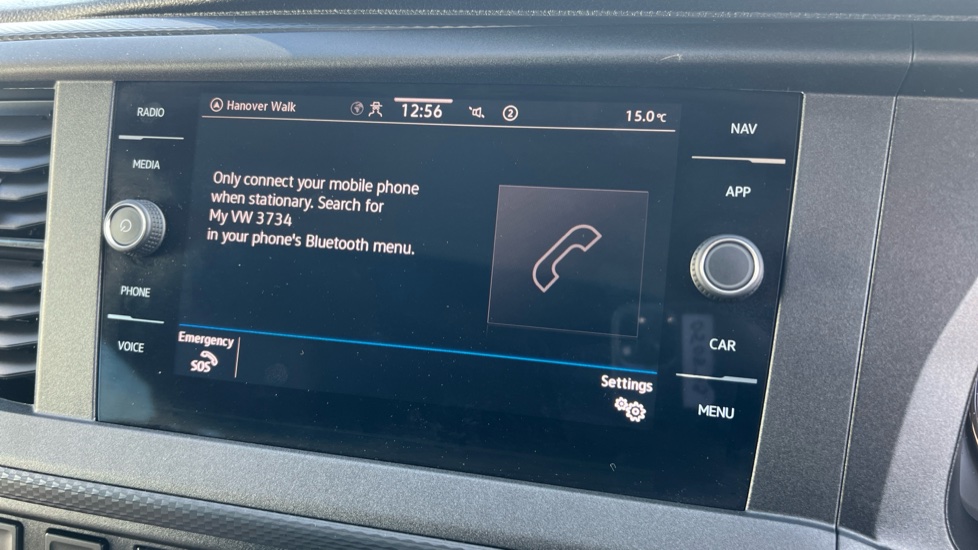 RADIO
MEDIA
PHONE
VOICE
Hanover Walk
12:56
2
15.0°C
Only connect your mobile phone
when stationary. Search for
My VW 3734
in your phone's Bluetooth menu.
Emergency
SOS
Settings
NAV
APP
CAR
MENU